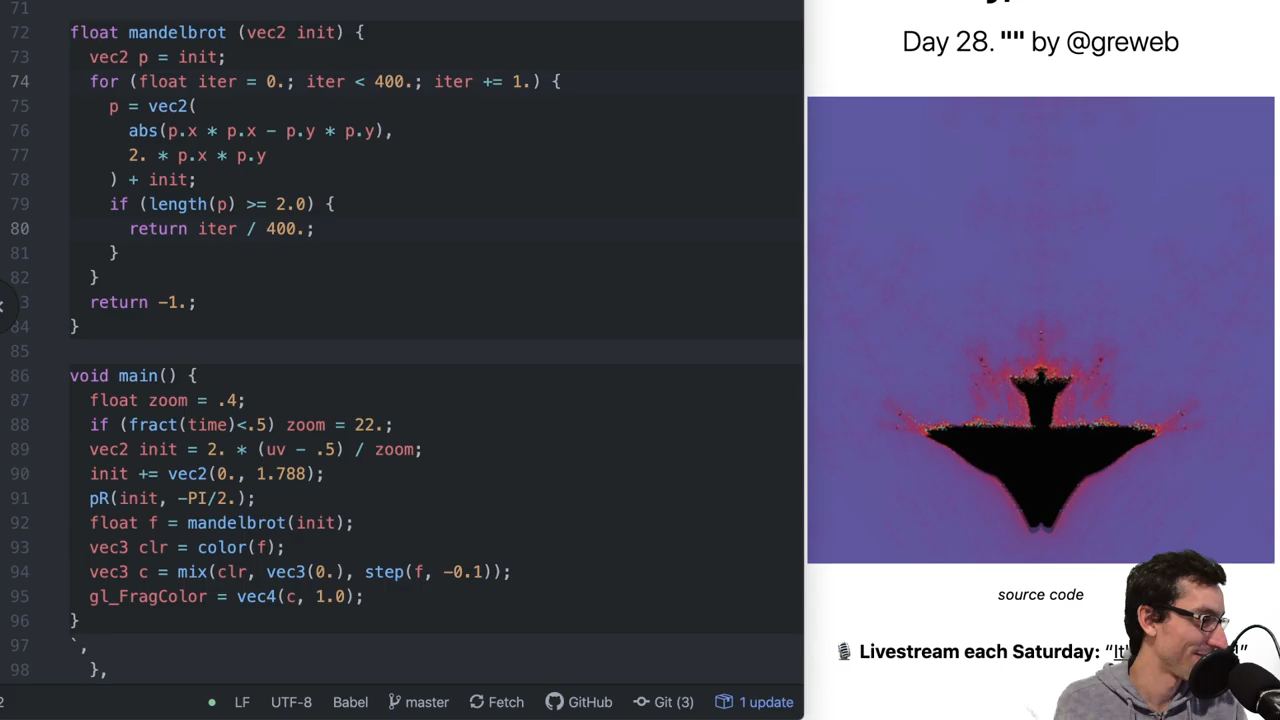 71
72 float mandelbrot (vec2 init) {
73 vec2 p = init;
74 for (float iter = 0.; iter < 400.; iter += 1.) {
75 p = vec2(
76 abs(p.x * p.x - p.y * p.y),
77 2. * p.x * p.y
78 ) + init;
79 if (length(p) >= 2.0) {
80 return iter / 400.;
81 }
82 }
3 return -1.;
84 }
85
86 void main() {
87 float zoom = .4;
88 if (fract(time)<.5) zoom = 22.;
89 vec2 init = 2. * (uv - .5) / zoom;
90 init += vec2(0., 1.788);
91 pR(init, -PI/2.);
92 float f = mandelbrot(init);
93 vec3 clr = color(f);
94 vec3 c = mix(clr, vec3(0.), step(f, -0.1));
95 gl_FragColor = vec4(c, 1.0);
96 }
97 `,
98 },
2 LF UTF-8 Babel master Fetch GitHub Git (3) 1 update
Day 28. "" by @greweb
source code
Livestream each Saturday: “It